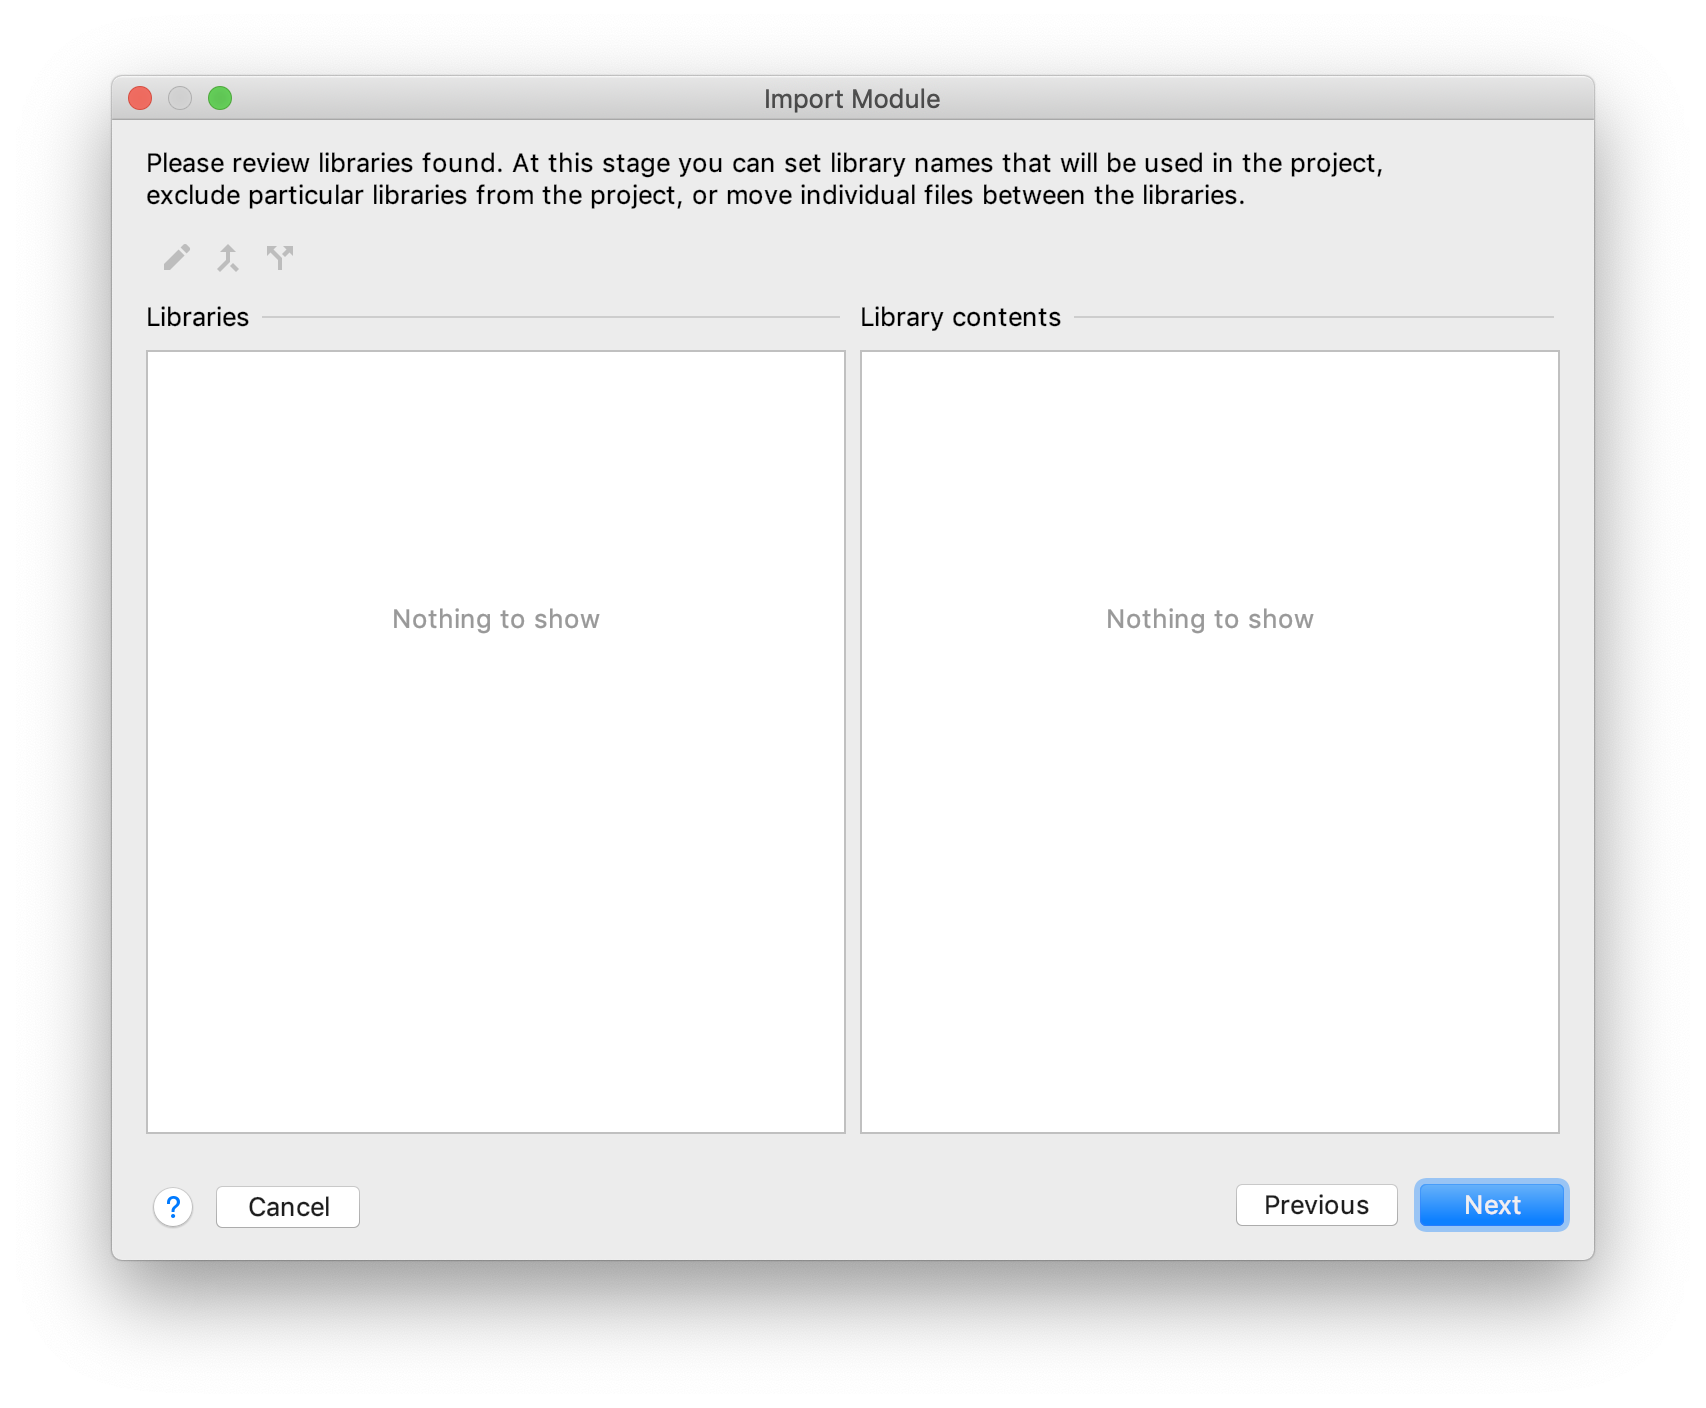 Import Module
Please review libraries found. At this stage you can set library names that will be used in the project,
exclude particular libraries from the project, or move individual files between the libraries.
Libraries
Library contents
Nothing to show
Nothing to show
?
Cancel
Previous
Next